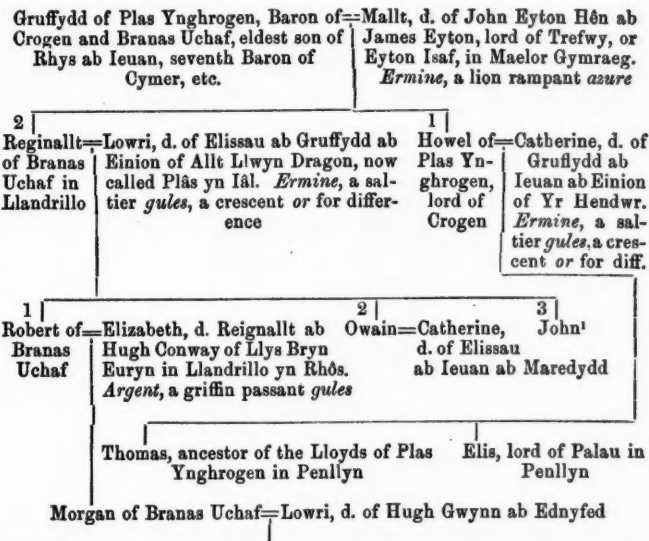 Gruffydd of Plas Ynghrogen, Baron of
Crogen and Branas Uchaf, eldest son of
Rhys ab Ieuan, seventh Baron of
Cymer, etc.
Mallt, d. of John Eyton Hên ab
James Eyton, lord of Trefwy, or
Eyton Isaf, in Maelor Gymraeg.
Ermine, a lion rampant azure
2
Reginallt
of Branas
Uchaf in
Llandrillo
Lowri, d. of Elissau ab Gruffydd ab
Einion of Allt Llwyn Dragon, now
called Plâs yn Iâl. Ermine, a sal-
tier gules, a crescent or for differ-
ence
1
Howel of
Plas Yn-
ghrogen,
lord of
Crogen
Catherine, d. of
Gruffydd ab
Ieuan ab Einion
of Yr Hendwr.
Ermine, a sal-
tier gules, a cres-
cent or for diff.
1
Robert of
Branas
Uchaf
Elizabeth, d. Reignallt ab
Hugh Conway of Llys Bryn
Euryn in Llandrillo yn Rhôs.
Argent, a griffin passant gules
2
Owain=Catherine,
d. of Elissau
ab Ieuan ab Maredydd
3
John¹
Thomas, ancestor of the Lloyds of Plas
Ynghrogen in Penllyn
Elis, lord of Palau in
Penllyn
Morgan of Branas Uchaf=Lowri, d. of Hugh Gwynn ab Ednyfed